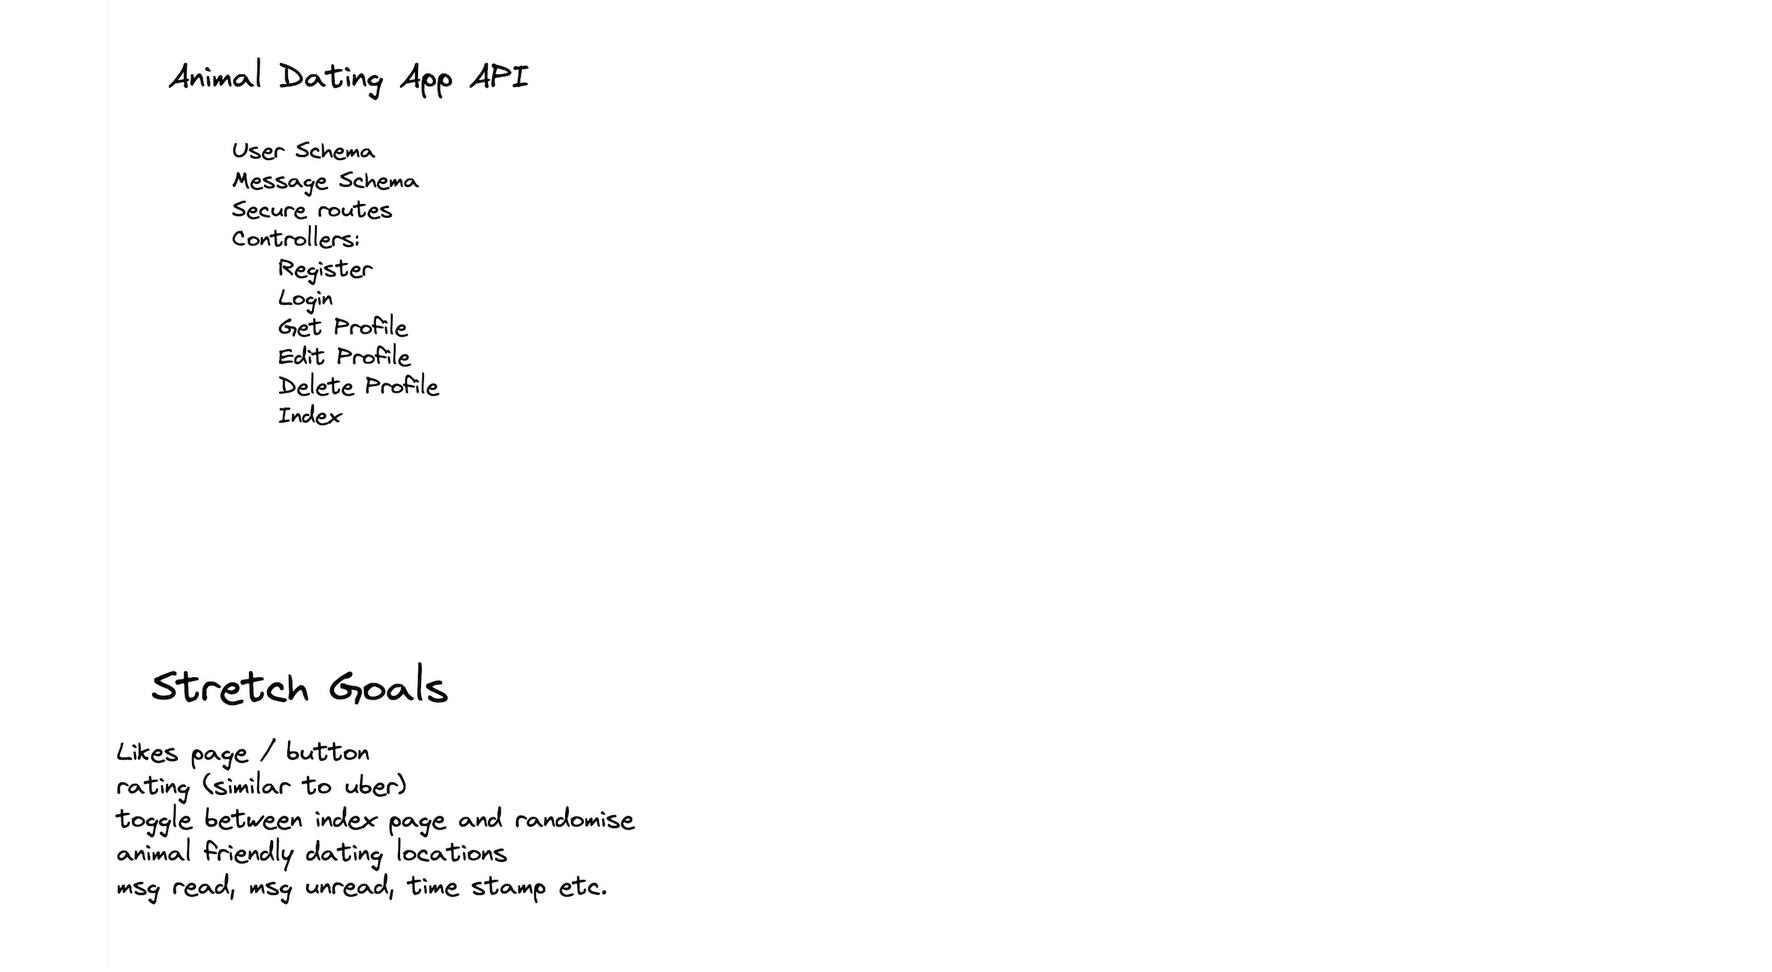 Animal Dating App API
User Schema
Message Schema
Secure routes
Controllers:
Register
Login
Get Profile
Edit Profile
Delete Profile
Index
Stretch Goals
Likes page / button
rating (similar to uber)
toggle between index page and randomise
animal friendly dating locations
msg read, msg unread, time stamp etc.